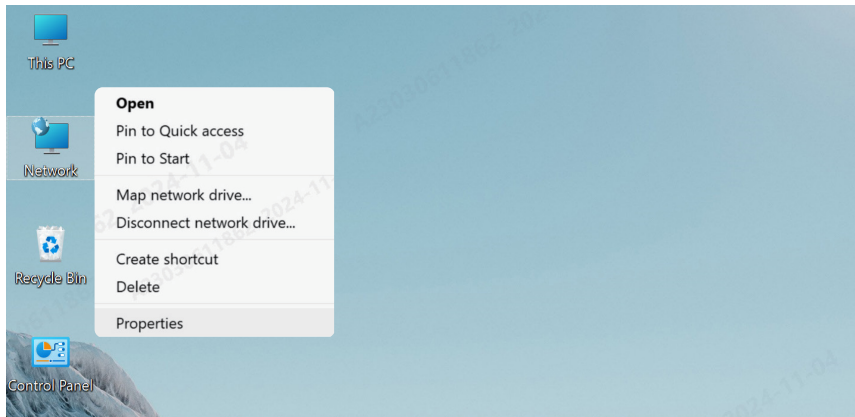 This PC
Network
Recycle Bin
Control Panel
Open
Pin to Quick access
Pin to Start
Map network drive...
Disconnect network drive...
Create shortcut
Delete
Properties